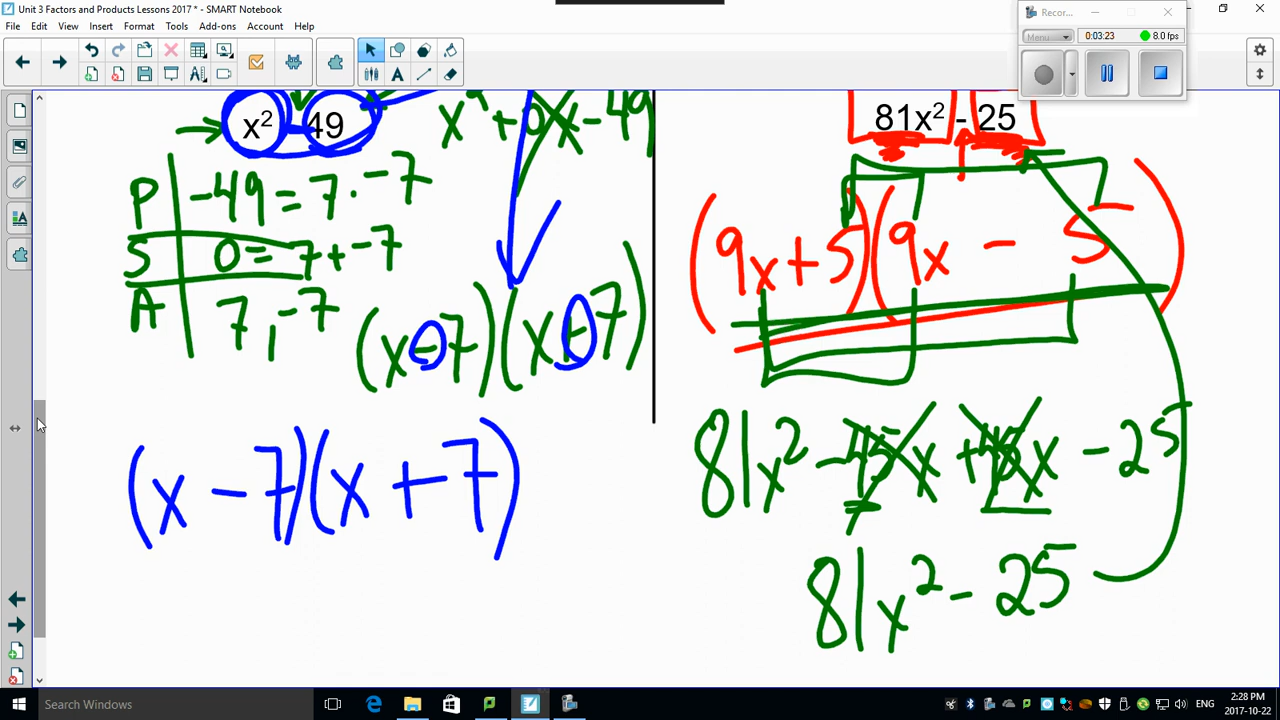 Unit 3 Factors and Products Lessons 2017 * - SMART Notebook
Recor...
File Edit View Insert Format Tools Add-ons Account Help
Menu
0:03:23
8.0 fps
x² - 49
x² + 0x - 49
81x² - 25
P -49 = 7 · -7
S 0 = 7 + -7
A 7, -7
(x - 7)(x + 7)
(9x + 5)(9x - 5)
(x - 7)(x + 7)
81x² - 45x + 45x - 25
81x² - 25
Search Windows
ENG
2:28 PM
2017-10-22